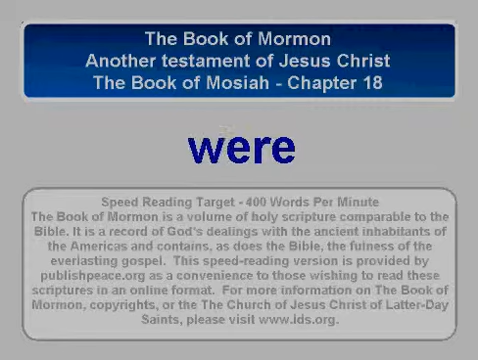 The Book of Mormon
Another testament of Jesus Christ
The Book of Mosiah - Chapter 18
were
Speed Reading Target - 400 Words Per Minute
The Book of Mormon is a volume of holy scripture comparable to the
Bible. It is a record of God's dealings with the ancient inhabitants of
the Americas and contains, as does the Bible, the fulness of the
everlasting gospel. This speed-reading version is provided by
publishpeace.org as a convenience to those wishing to read these
scriptures in an online format. For more information on The Book of
Mormon, copyrights, or the The Church of Jesus Christ of Latter-Day
Saints, please visit www.lds.org.